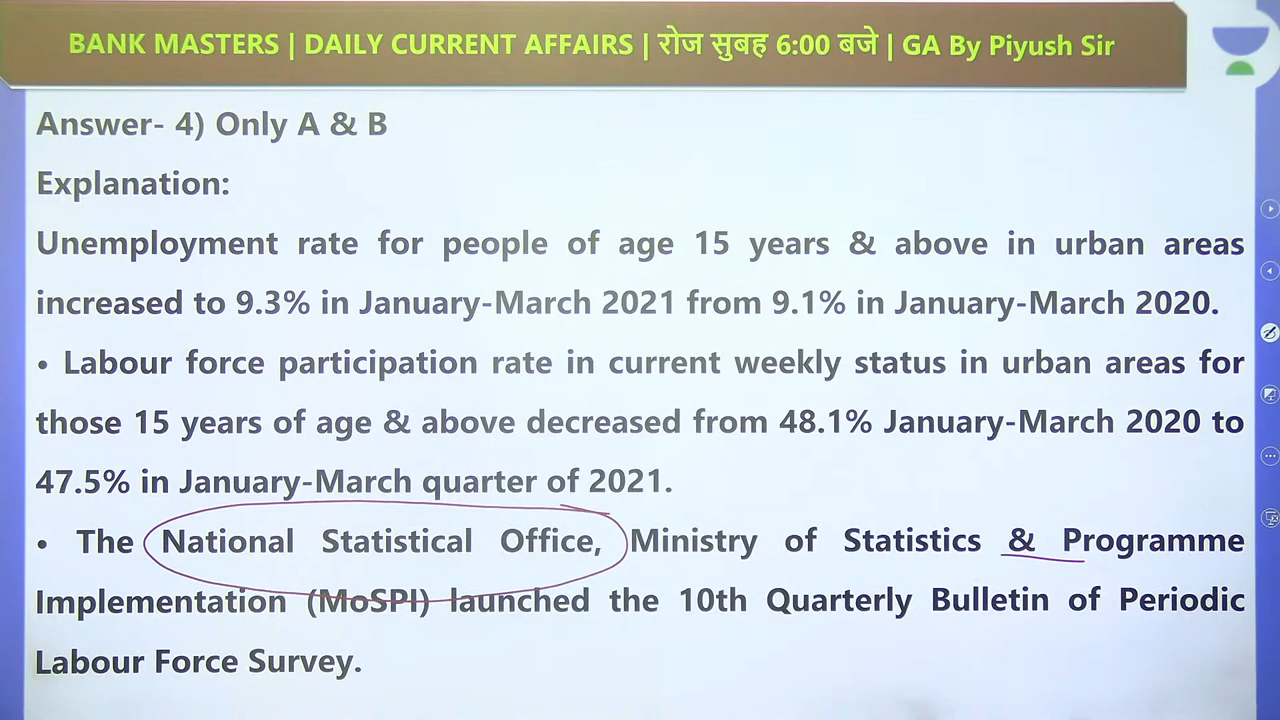 BANK MASTERS | DAILY CURRENT AFFAIRS | रोज सुबह 6:00 बजे | GA By Piyush Sir
Answer- 4) Only A & B
Explanation:
Unemployment rate for people of age 15 years & above in urban areas
increased to 9.3% in January-March 2021 from 9.1% in January-March 2020.
• Labour force participation rate in current weekly status in urban areas for
those 15 years of age & above decreased from 48.1% January-March 2020 to
47.5% in January-March quarter of 2021.
• The National Statistical Office, Ministry of Statistics & Programme
Implementation (MoSPI) launched the 10th Quarterly Bulletin of Periodic
Labour Force Survey.